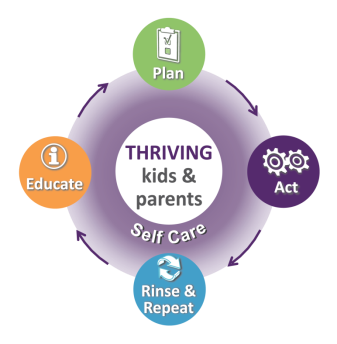 Plan
THRIVING
kids &
parents
Self Care
Educate
Act
Rinse &
Repeat